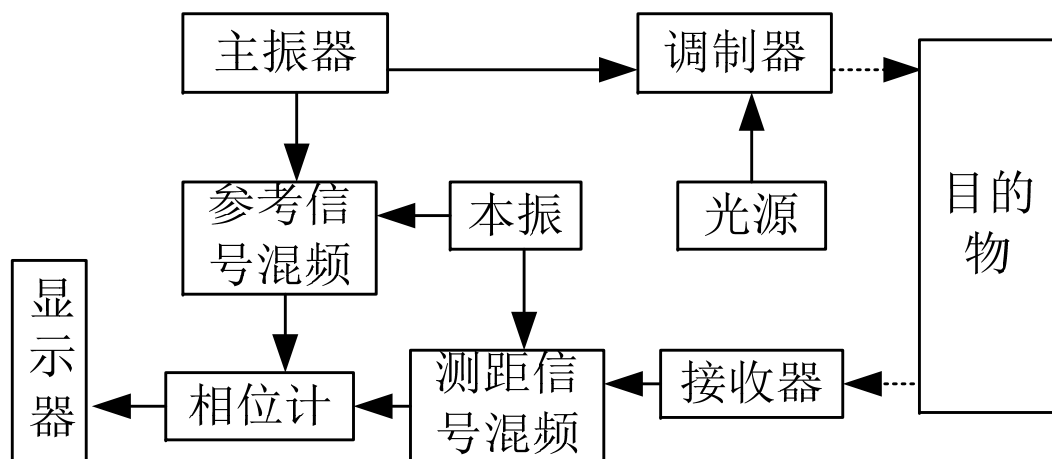 主振器
调制器
参考信
号混频
本振
光源
目的
物
显
示
器
相位计
测距信
号混频
接收器